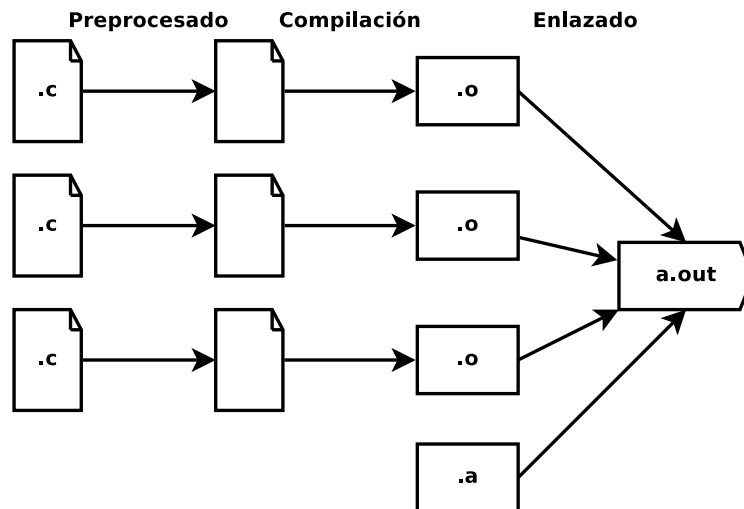 Preprocesado Compilación Enlazado
.c .o
.c .o
a.out
.c .o
.a